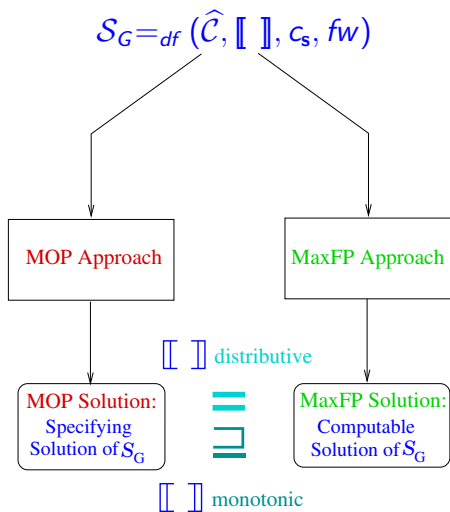 𝒮_G =_df (Ĉ, ⟦ ⟧, c_s, fw)
MOP Approach
MaxFP Approach
⟦ ⟧ distributive
MOP Solution:
Specifying
Solution of S_G
=
⊒
MaxFP Solution:
Computable
Solution of S_G
⟦ ⟧ monotonic